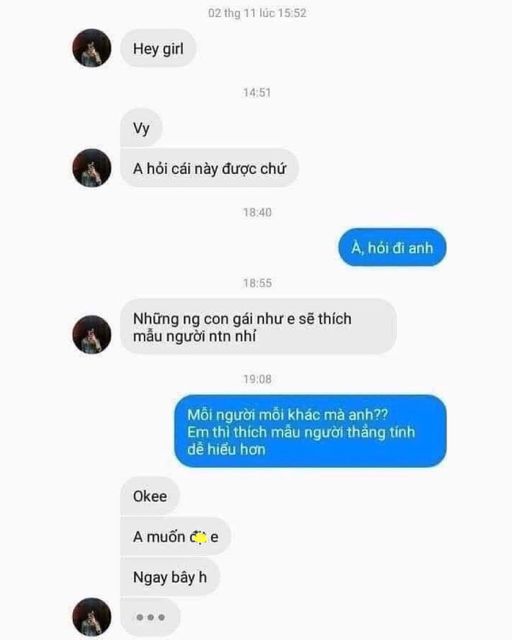 02 thg 11 lúc 15:52
Hey girl
14:51
Vy
A hỏi cái này được chứ
18:40
À, hỏi đi anh
18:55
Những ng con gái như e sẽ thích
mẫu người ntn nhỉ
19:08
Mỗi người mỗi khác mà anh??
Em thì thích mẫu người thẳng tính
dễ hiểu hơn
Okee
A muốn e
Ngay bây h